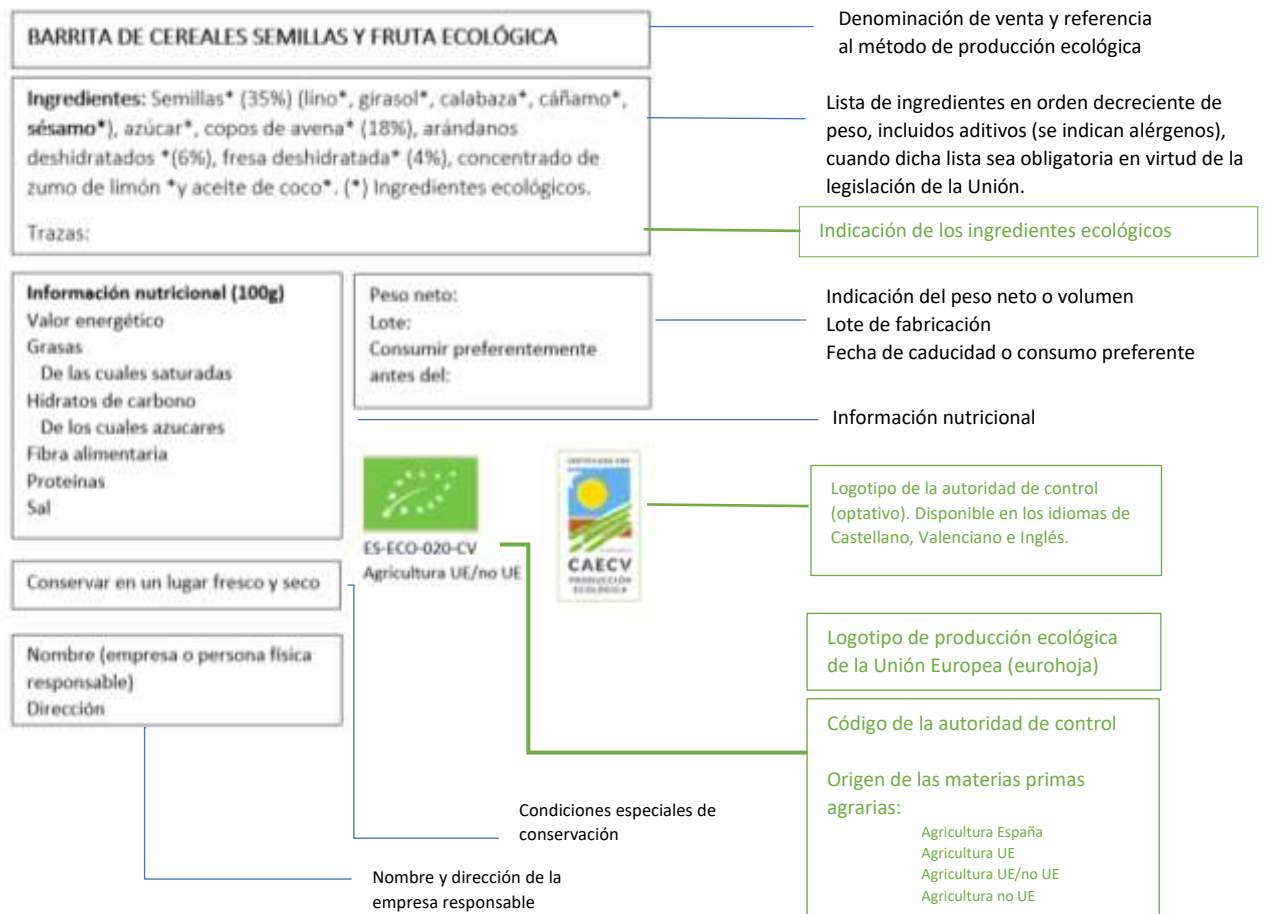 BARRITA DE CEREALES SEMILLAS Y FRUTA ECOLÓGICA
Denominación de venta y referencia
al método de producción ecológica
Ingredientes: Semillas* (35%) (lino*, girasol*, calabaza*, cáñamo*,
sésamo*), azúcar*, copos de avena* (18%), arándanos
deshidratados *(6%), fresa deshidratada* (4%), concentrado de
zumo de limón *y aceite de coco*. (*) Ingredientes ecológicos.
Trazas:
Lista de ingredientes en orden decreciente de
peso, incluidos aditivos (se indican alérgenos),
cuando dicha lista sea obligatoria en virtud de la
legislación de la Unión.
Indicación de los ingredientes ecológicos
Información nutricional (100g)
Valor energético
Grasas
De las cuales saturadas
Hidratos de carbono
De los cuales azucares
Fibra alimentaria
Proteínas
Sal
Peso neto:
Lote:
Consumir preferentemente
antes del:
Indicación del peso neto o volumen
Lote de fabricación
Fecha de caducidad o consumo preferente
Información nutricional
ES-ECO-020-CV
Agricultura UE/no UE
CERTIFICADO POR
CAECV
PRODUCCIÓN
ECOLÓGICA
Logotipo de la autoridad de control
(optativo). Disponible en los idiomas de
Castellano, Valenciano e Inglés.
Conservar en un lugar fresco y seco
Nombre (empresa o persona física
responsable)
Dirección
Logotipo de producción ecológica
de la Unión Europea (eurohoja)
Código de la autoridad de control
Origen de las materias primas
agrarias:
Agricultura España
Agricultura UE
Agricultura UE/no UE
Agricultura no UE
Condiciones especiales de
conservación
Nombre y dirección de la
empresa responsable